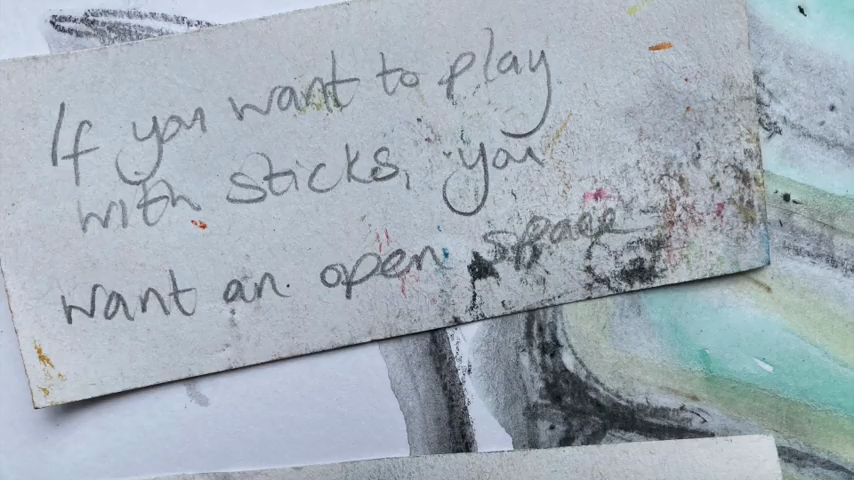 If you want to play
with sticks, you
want an open space